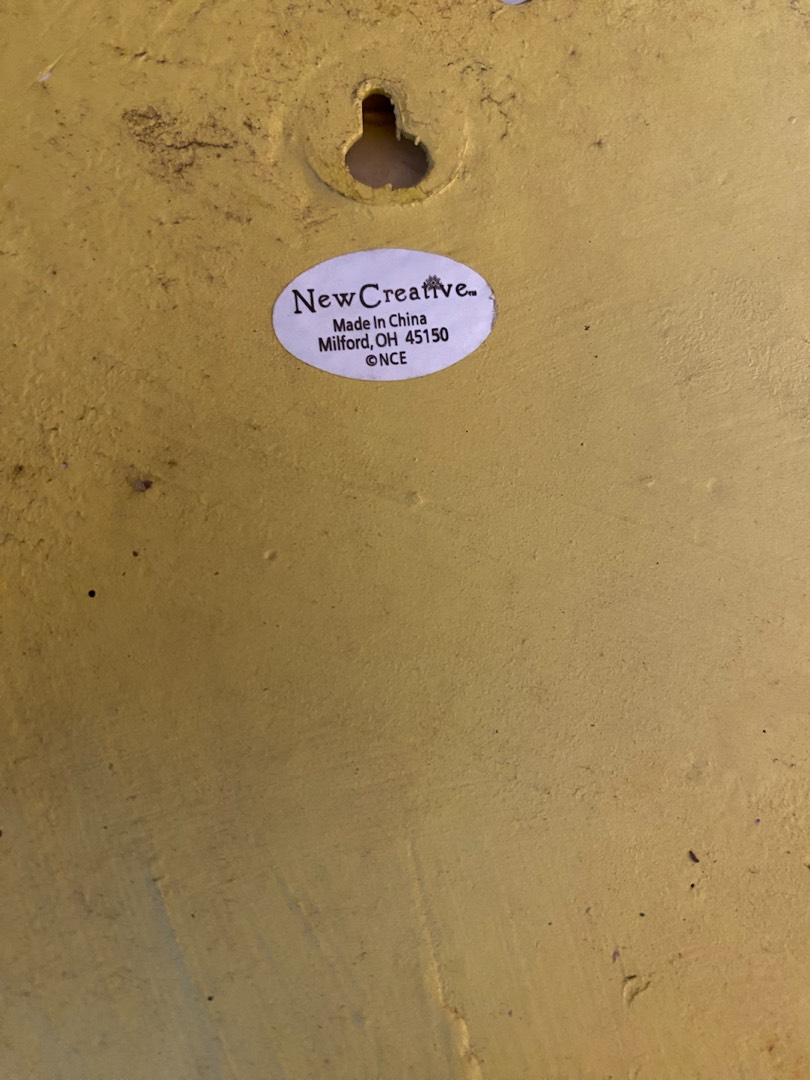 NewCreative™
Made In China
Milford, OH 45150
©NCE